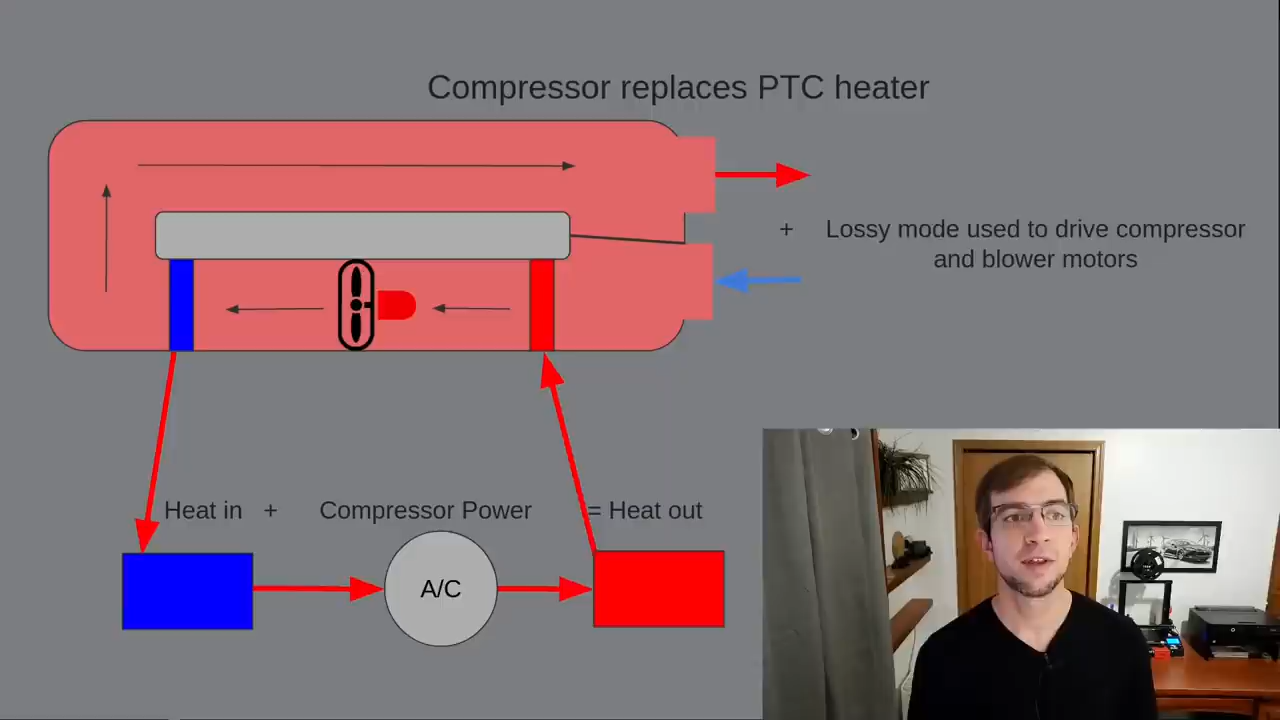 Compressor replaces PTC heater
+ Lossy mode used to drive compressor
and blower motors
Heat in + Compressor Power = Heat out
A/C